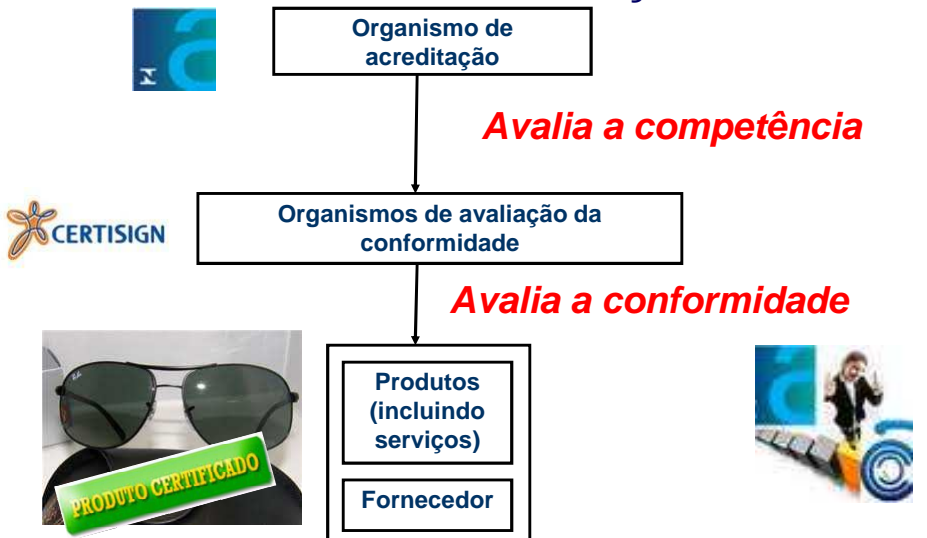 Organismo de
acreditação
Avalia a competência
CERTISIGN
Organismos de avaliação da
conformidade
Avalia a conformidade
Produtos
(incluindo
serviços)
PRODUTO CERTIFICADO
Fornecedor